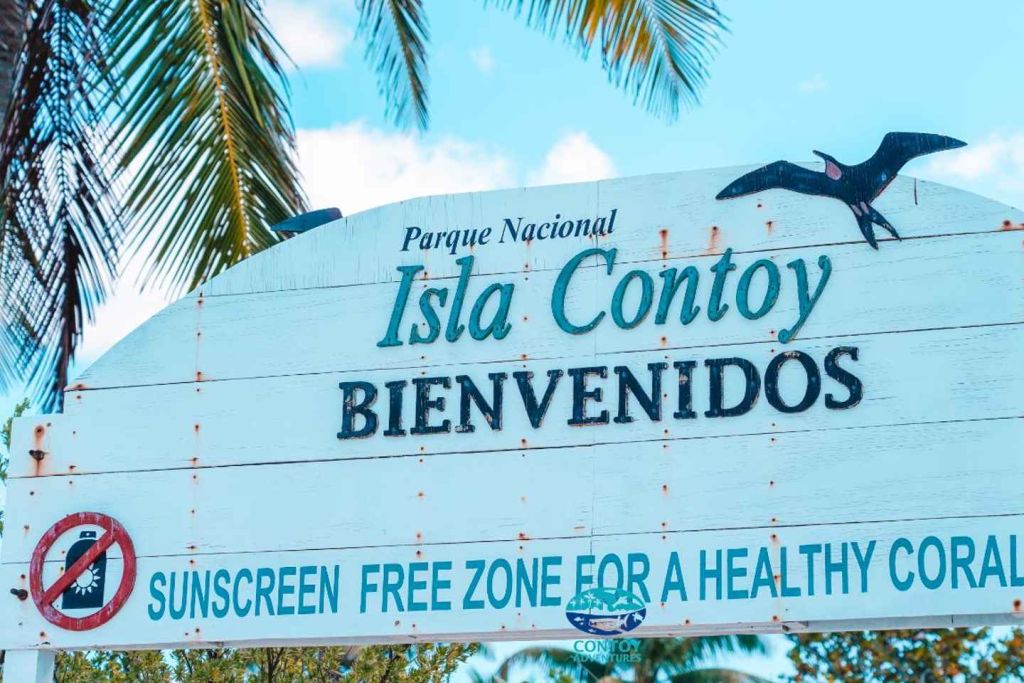 Parque Nacional
Isla Contoy
BIENVENIDOS
SUNSCREEN FREE ZONE FOR A HEALTHY CORAL
CONTOY
ADVENTURES